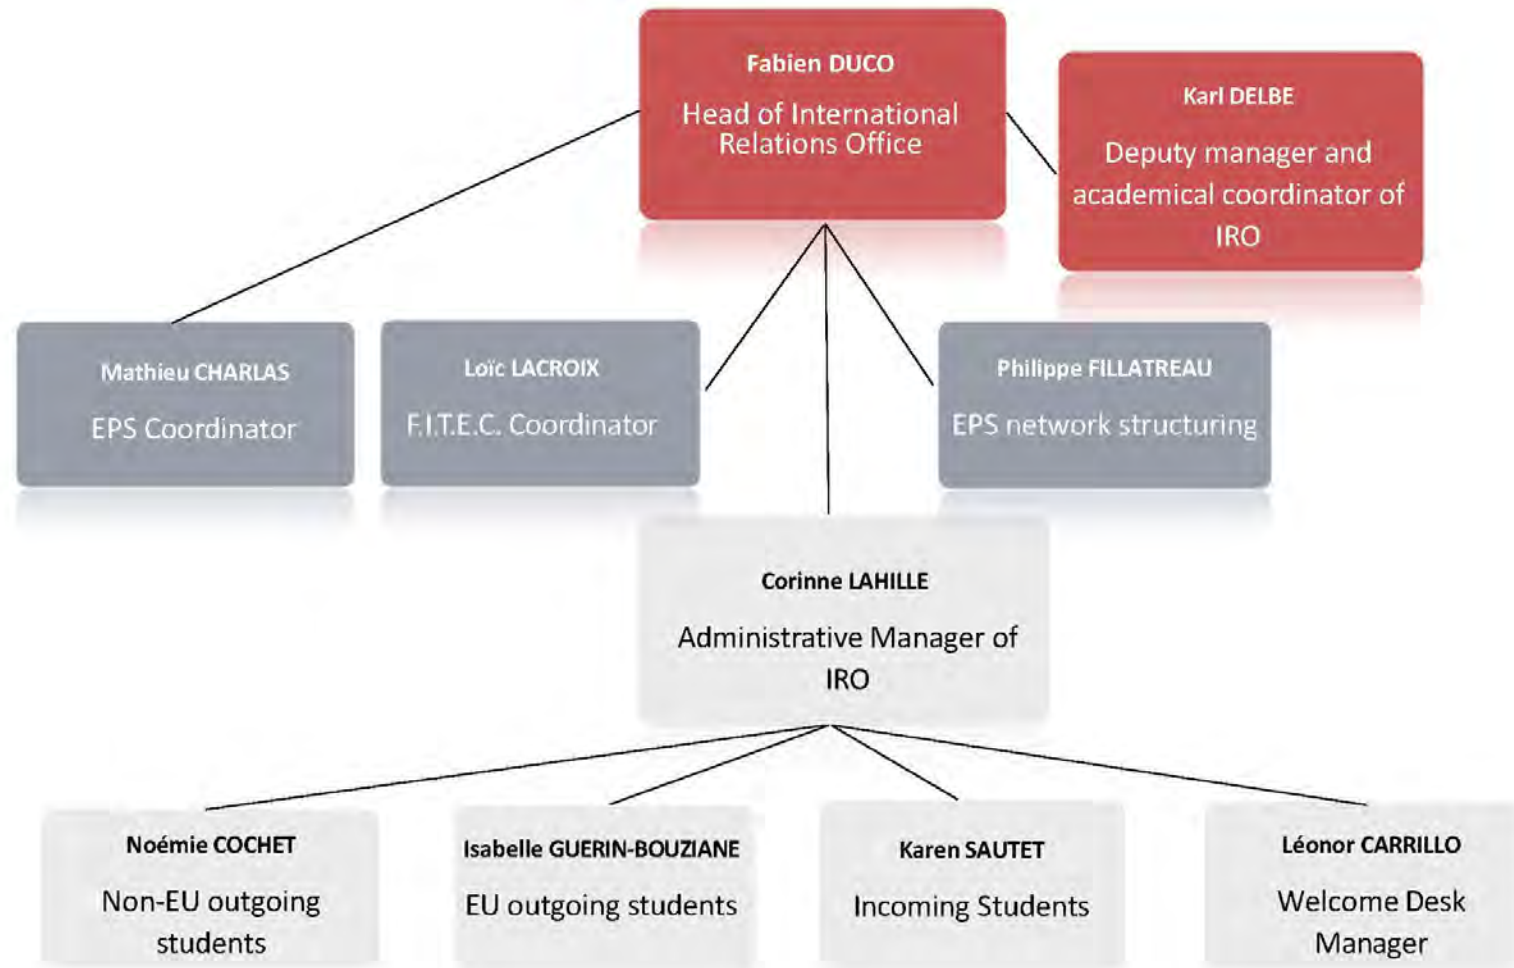 Fabien DUCO
Head of International
Relations Office
Karl DELBE
Deputy manager and
academical coordinator of
IRO
Mathieu CHARLAS
EPS Coordinator
Loïc LACROIX
F.I.T.E.C. Coordinator
Philippe FILLATREAU
EPS network structuring
Corinne LAHILLE
Administrative Manager of
IRO
Noémie COCHET
Non-EU outgoing
students
Isabelle GUERIN-BOUZIANE
EU outgoing students
Karen SAUTET
Incoming Students
Léonor CARRILLO
Welcome Desk
Manager